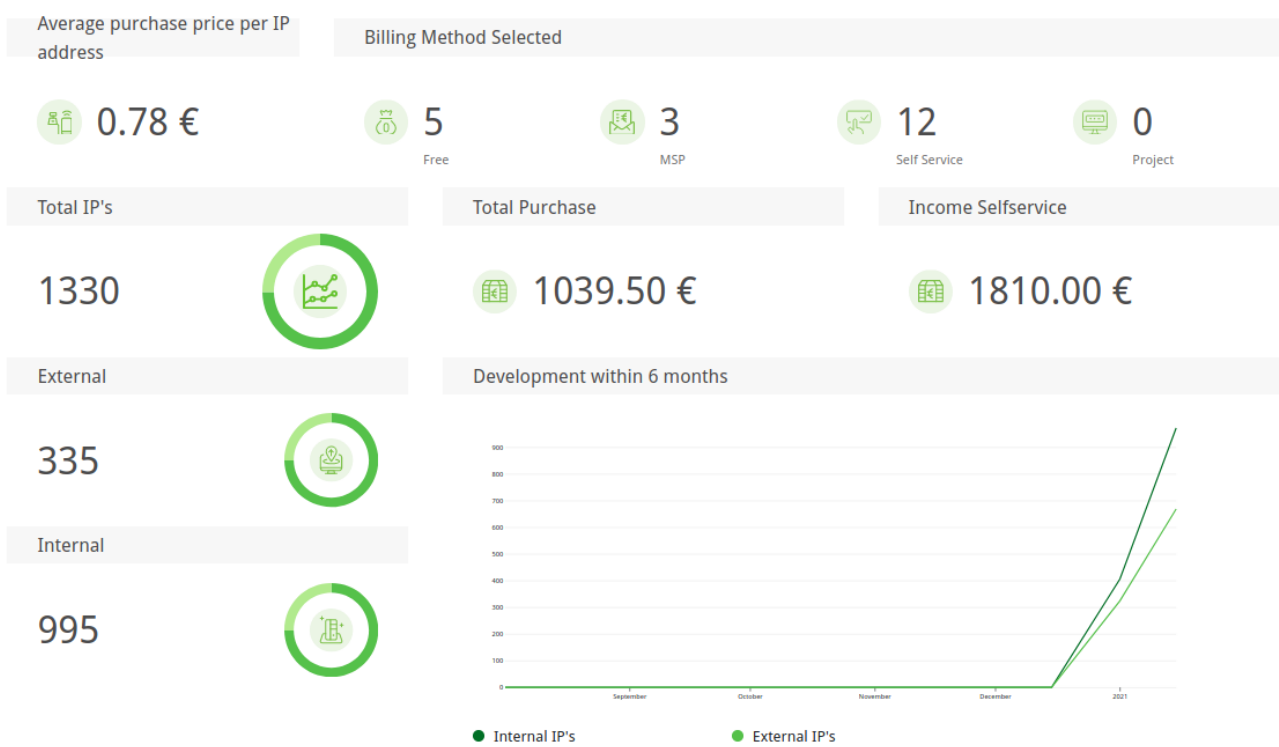 Average purchase price per IP
address
Billing Method Selected
0.78 €
5
Free
3
MSP
12
Self Service
0
Project
Total IP's
1330
Total Purchase
1039.50 €
Income Selfservice
1810.00 €
External
335
Internal
995
Development within 6 months
900
800
700
600
500
400
300
200
100
0
September
October
November
December
2021
Internal IP's
External IP's